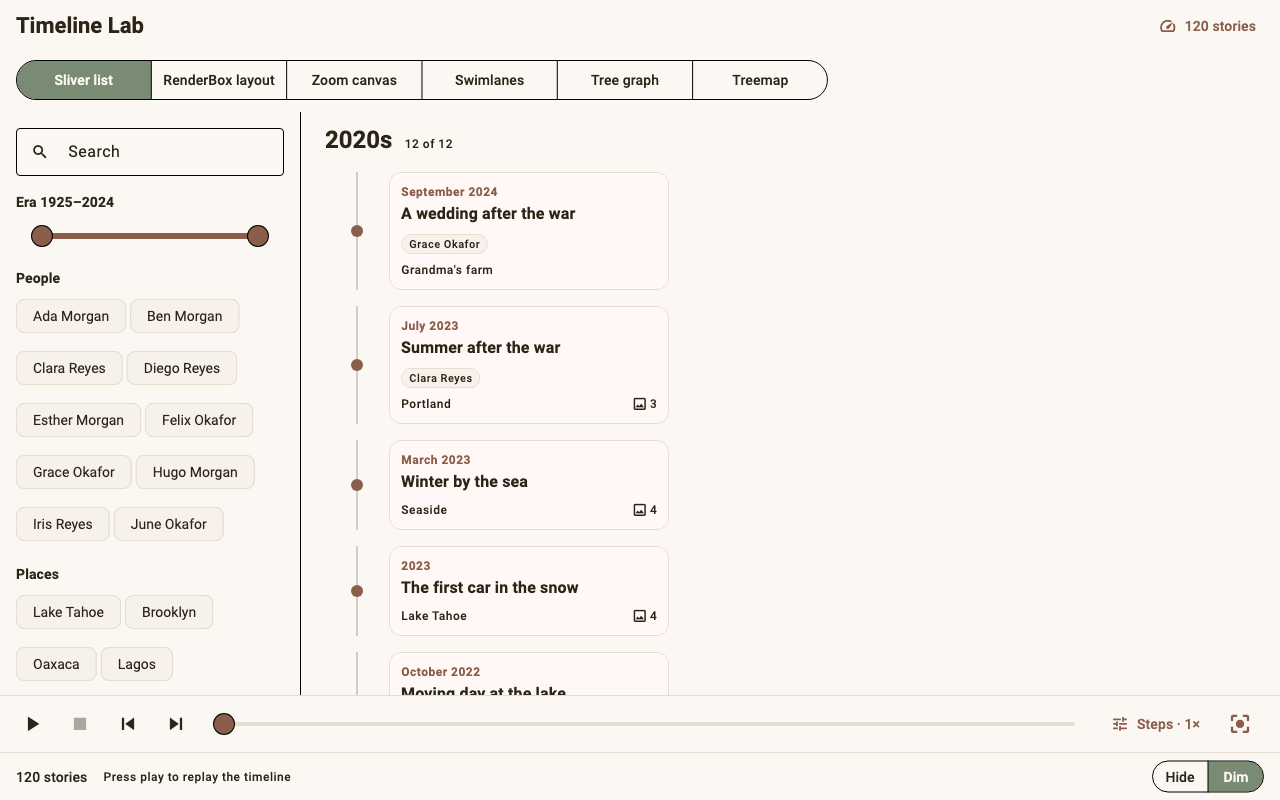 Timeline Lab
120 stories
Sliver list
RenderBox layout
Zoom canvas
Swimlanes
Tree graph
Treemap
Search
Era 1925–2024
People
Ada Morgan
Ben Morgan
Clara Reyes
Diego Reyes
Esther Morgan
Felix Okafor
Grace Okafor
Hugo Morgan
Iris Reyes
June Okafor
Places
Lake Tahoe
Brooklyn
Oaxaca
Lagos
2020s 12 of 12
September 2024
A wedding after the war
Grace Okafor
Grandma's farm
July 2023
Summer after the war
Clara Reyes
Portland 3
March 2023
Winter by the sea
Seaside 4
2023
The first car in the snow
Lake Tahoe 4
October 2022
Moving day at the lake
Steps · 1×
120 stories Press play to replay the timeline
Hide
Dim